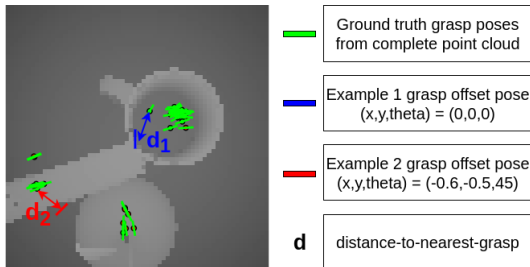 d1
d2
Ground truth grasp poses
from complete point cloud
Example 1 grasp offset pose
(x,y,theta) = (0,0,0)
Example 2 grasp offset pose
(x,y,theta) = (-0.6,-0.5,45)
d distance-to-nearest-grasp